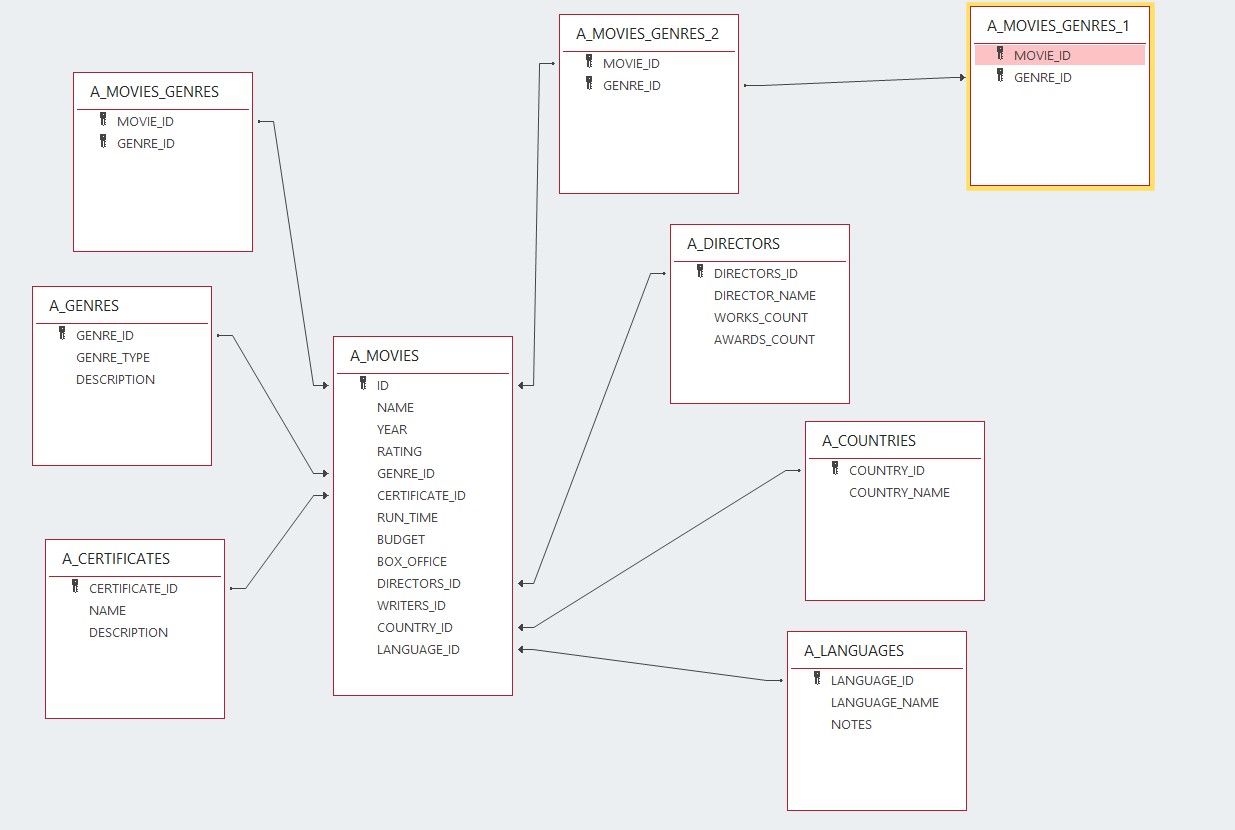 A_MOVIES_GENRES
MOVIE_ID
GENRE_ID
A_MOVIES_GENRES_2
MOVIE_ID
GENRE_ID
A_MOVIES_GENRES_1
MOVIE_ID
GENRE_ID
A_GENRES
GENRE_ID
GENRE_TYPE
DESCRIPTION
A_CERTIFICATES
CERTIFICATE_ID
NAME
DESCRIPTION
A_MOVIES
ID
NAME
YEAR
RATING
GENRE_ID
CERTIFICATE_ID
RUN_TIME
BUDGET
BOX_OFFICE
DIRECTORS_ID
WRITERS_ID
COUNTRY_ID
LANGUAGE_ID
A_DIRECTORS
DIRECTORS_ID
DIRECTOR_NAME
WORKS_COUNT
AWARDS_COUNT
A_COUNTRIES
COUNTRY_ID
COUNTRY_NAME
A_LANGUAGES
LANGUAGE_ID
LANGUAGE_NAME
NOTES